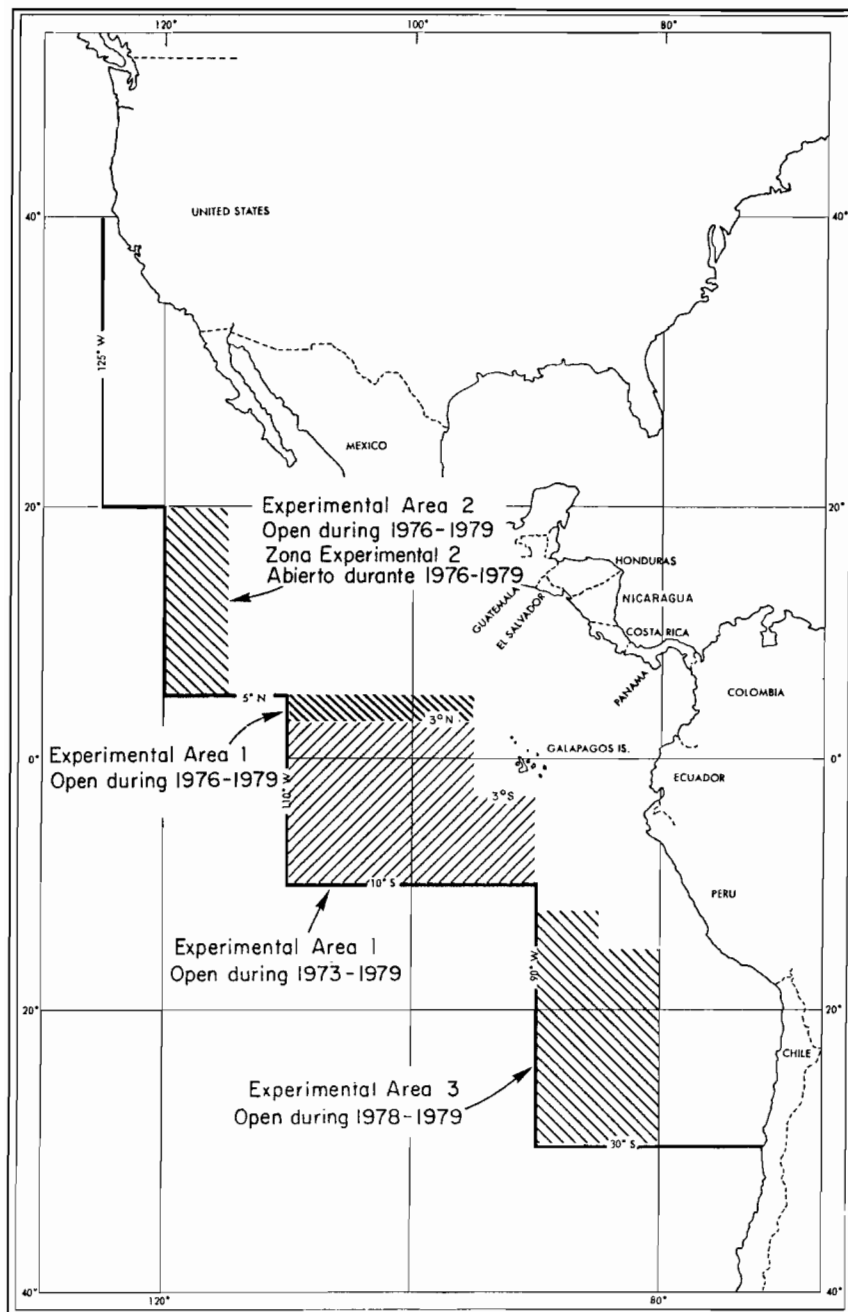 120°
100°
80°
UNITED STATES
40°
40°
125° W
MEXICO
20°
20°
Experimental Area 2
Open during 1976-1979
Zona Experimental 2
Abierto durante 1976-1979
HONDURAS
GUATEMALA
NICARAGUA
EL SALVADOR
COSTA RICA
PANAMA
COLOMBIA
5° N
3°N
Experimental Area 1
Open during 1976-1979
110° W
GALAPAGOS IS.
0°
0°
ECUADOR
3°S
10° S
PERU
Experimental Area 1
Open during 1973-1979
90° W
20°
20°
CHILE
Experimental Area 3
Open during 1978-1979
30° S
40°
120°
80°
40°